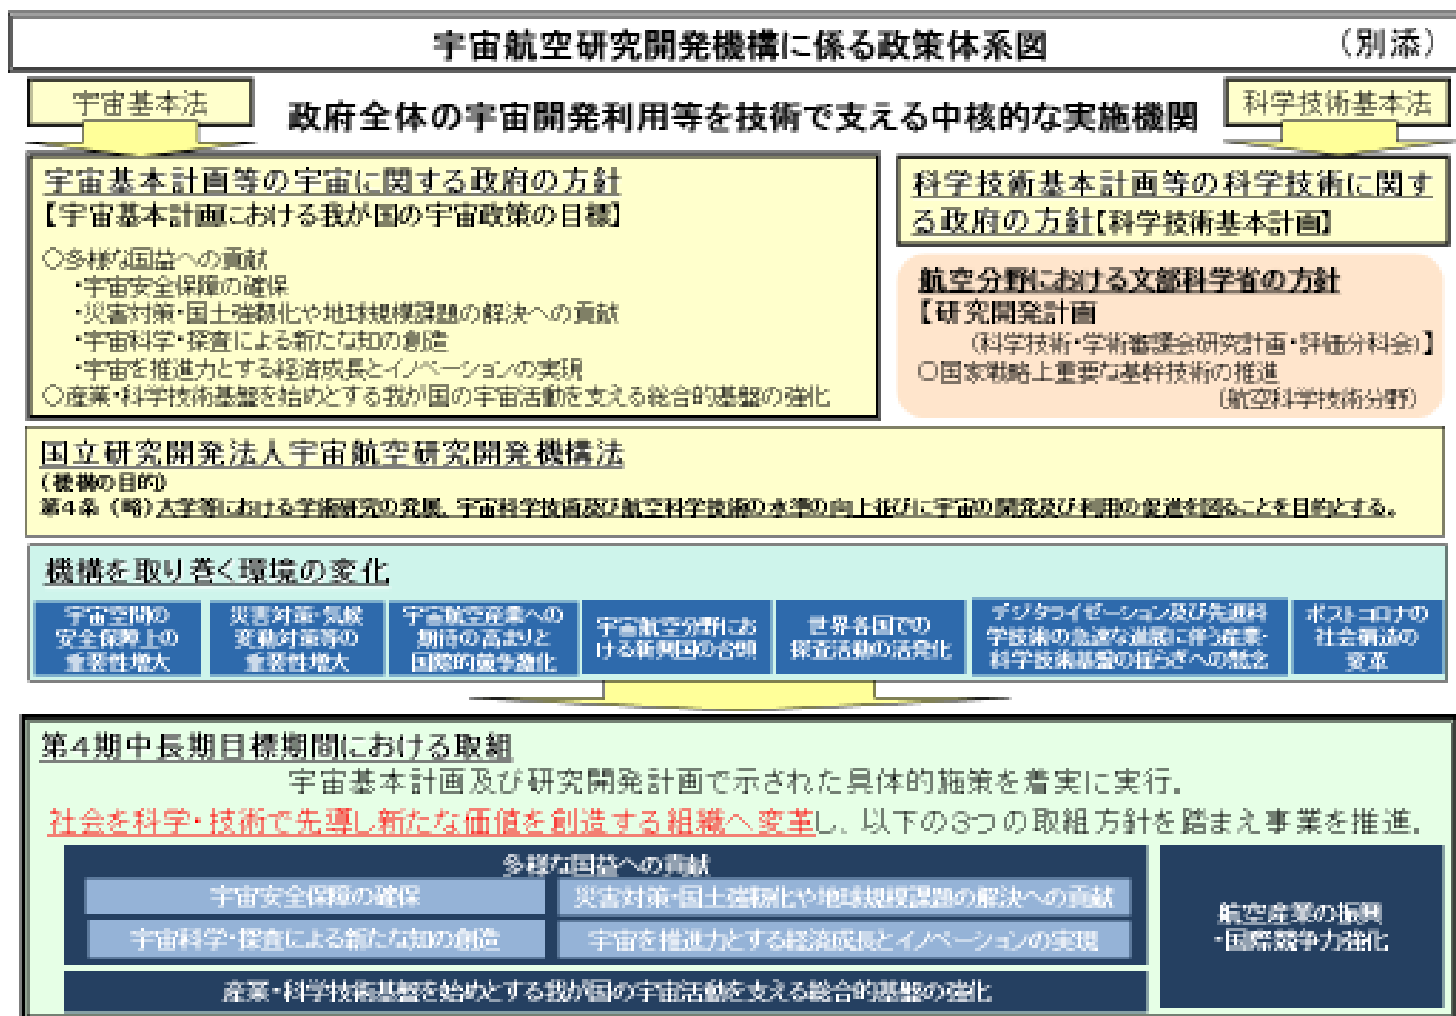 宇宙航空研究開発機構に係る政策体系図
（別添）
宇宙基本法
政府全体の宇宙開発利用等を技術で支える中核的な実施機関
科学技術基本法
宇宙基本計画等の宇宙に関する政府の方針
【宇宙基本計画における我が国の宇宙政策の目標】
○多様な国益への貢献
・宇宙安全保障の確保
・災害対策・国土強靱化や地球規模課題の解決への貢献
・宇宙科学・探査による新たな知の創造
・宇宙を推進力とする経済成長とイノベーションの実現
○産業・科学技術基盤を始めとする我が国の宇宙活動を支える総合的基盤の強化
科学技術基本計画等の科学技術に関す
る政府の方針【科学技術基本計画】
航空分野における文部科学省の方針
【研究開発計画
（科学技術・学術審議会研究計画・評価分科会）】
○国家戦略上重要な基幹技術の推進
（航空科学技術分野）
国立研究開発法人宇宙航空研究開発機構法
（機構の目的）
第４条（略）大学等における学術研究の発展、宇宙科学技術及び航空科学技術の水準の向上並びに宇宙の開発及び利用の促進を図ることを目的とする。
機構を取り巻く環境の変化
宇宙空間の
安全保障上の
重要性増大
災害対策・気候
変動対策等の
重要性増大
宇宙航空産業への
期待の高まりと
国際的競争激化
宇宙航空分野にお
ける新興国の台頭
世界各国での
探査活動の活発化
デジタライゼーション及び先進科
学技術の急速な進展に伴う産業・
科学技術基盤の揺らぎへの懸念
ポストコロナの
社会構造の
変革
第４期中長期目標期間における取組
宇宙基本計画及び研究開発計画で示された具体的施策を着実に実行。
社会を科学・技術で先導し新たな価値を創造する組織へ変革し、以下の３つの取組方針を踏まえ事業を推進。
多様な国益への貢献
宇宙安全保障の確保
災害対策・国土強靱化や地球規模課題の解決への貢献
宇宙科学・探査による新たな知の創造
宇宙を推進力とする経済成長とイノベーションの実現
産業・科学技術基盤を始めとする我が国の宇宙活動を支える総合的基盤の強化
航空産業の振興
・国際競争力強化